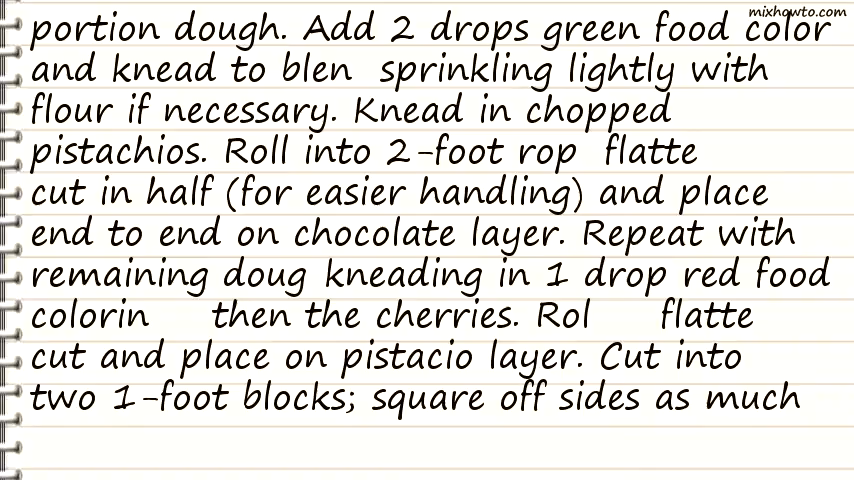 mixhowto.com
portion dough. Add 2 drops green food color
and knead to blen sprinkling lightly with
flour if necessary. Knead in chopped
pistachios. Roll into 2-foot rop flatte
cut in half (for easier handling) and place
end to end on chocolate layer. Repeat with
remaining doug kneading in 1 drop red food
colorin then the cherries. Rol flatte
cut and place on pistacio layer. Cut into
two 1-foot blocks; square off sides as much